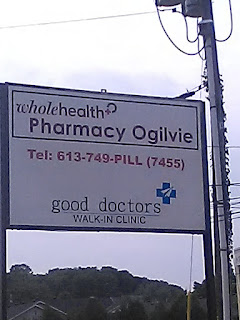 wholehealth
Pharmacy Ogilvie
Tel: 613-749-PILL (7455)
good doctors
WALK-IN CLINIC